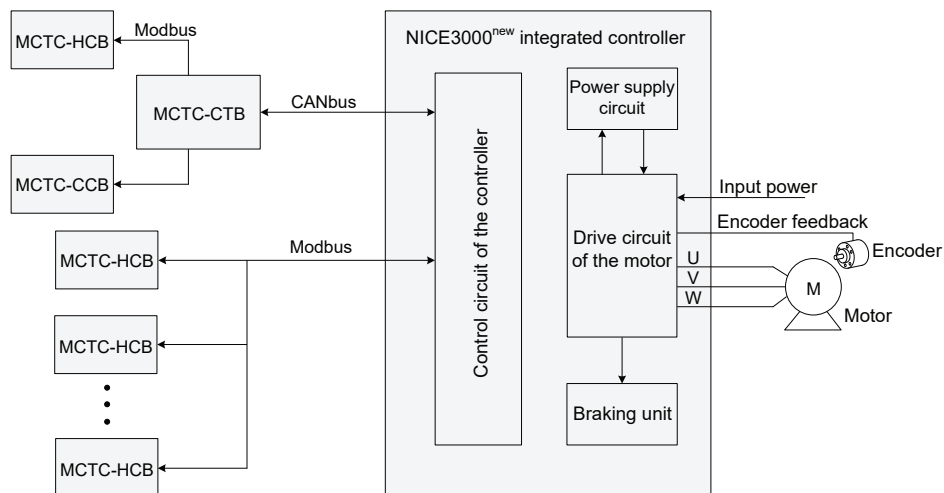 MCTC-HCB
Modbus
MCTC-CTB
CANbus
MCTC-CCB
MCTC-HCB
Modbus
MCTC-HCB
MCTC-HCB
NICE3000new integrated controller
Control circuit of the controller
Power supply
circuit
Drive circuit
of the motor
Braking unit
Input power
Encoder feedback
Encoder
U
V
W
M
Motor